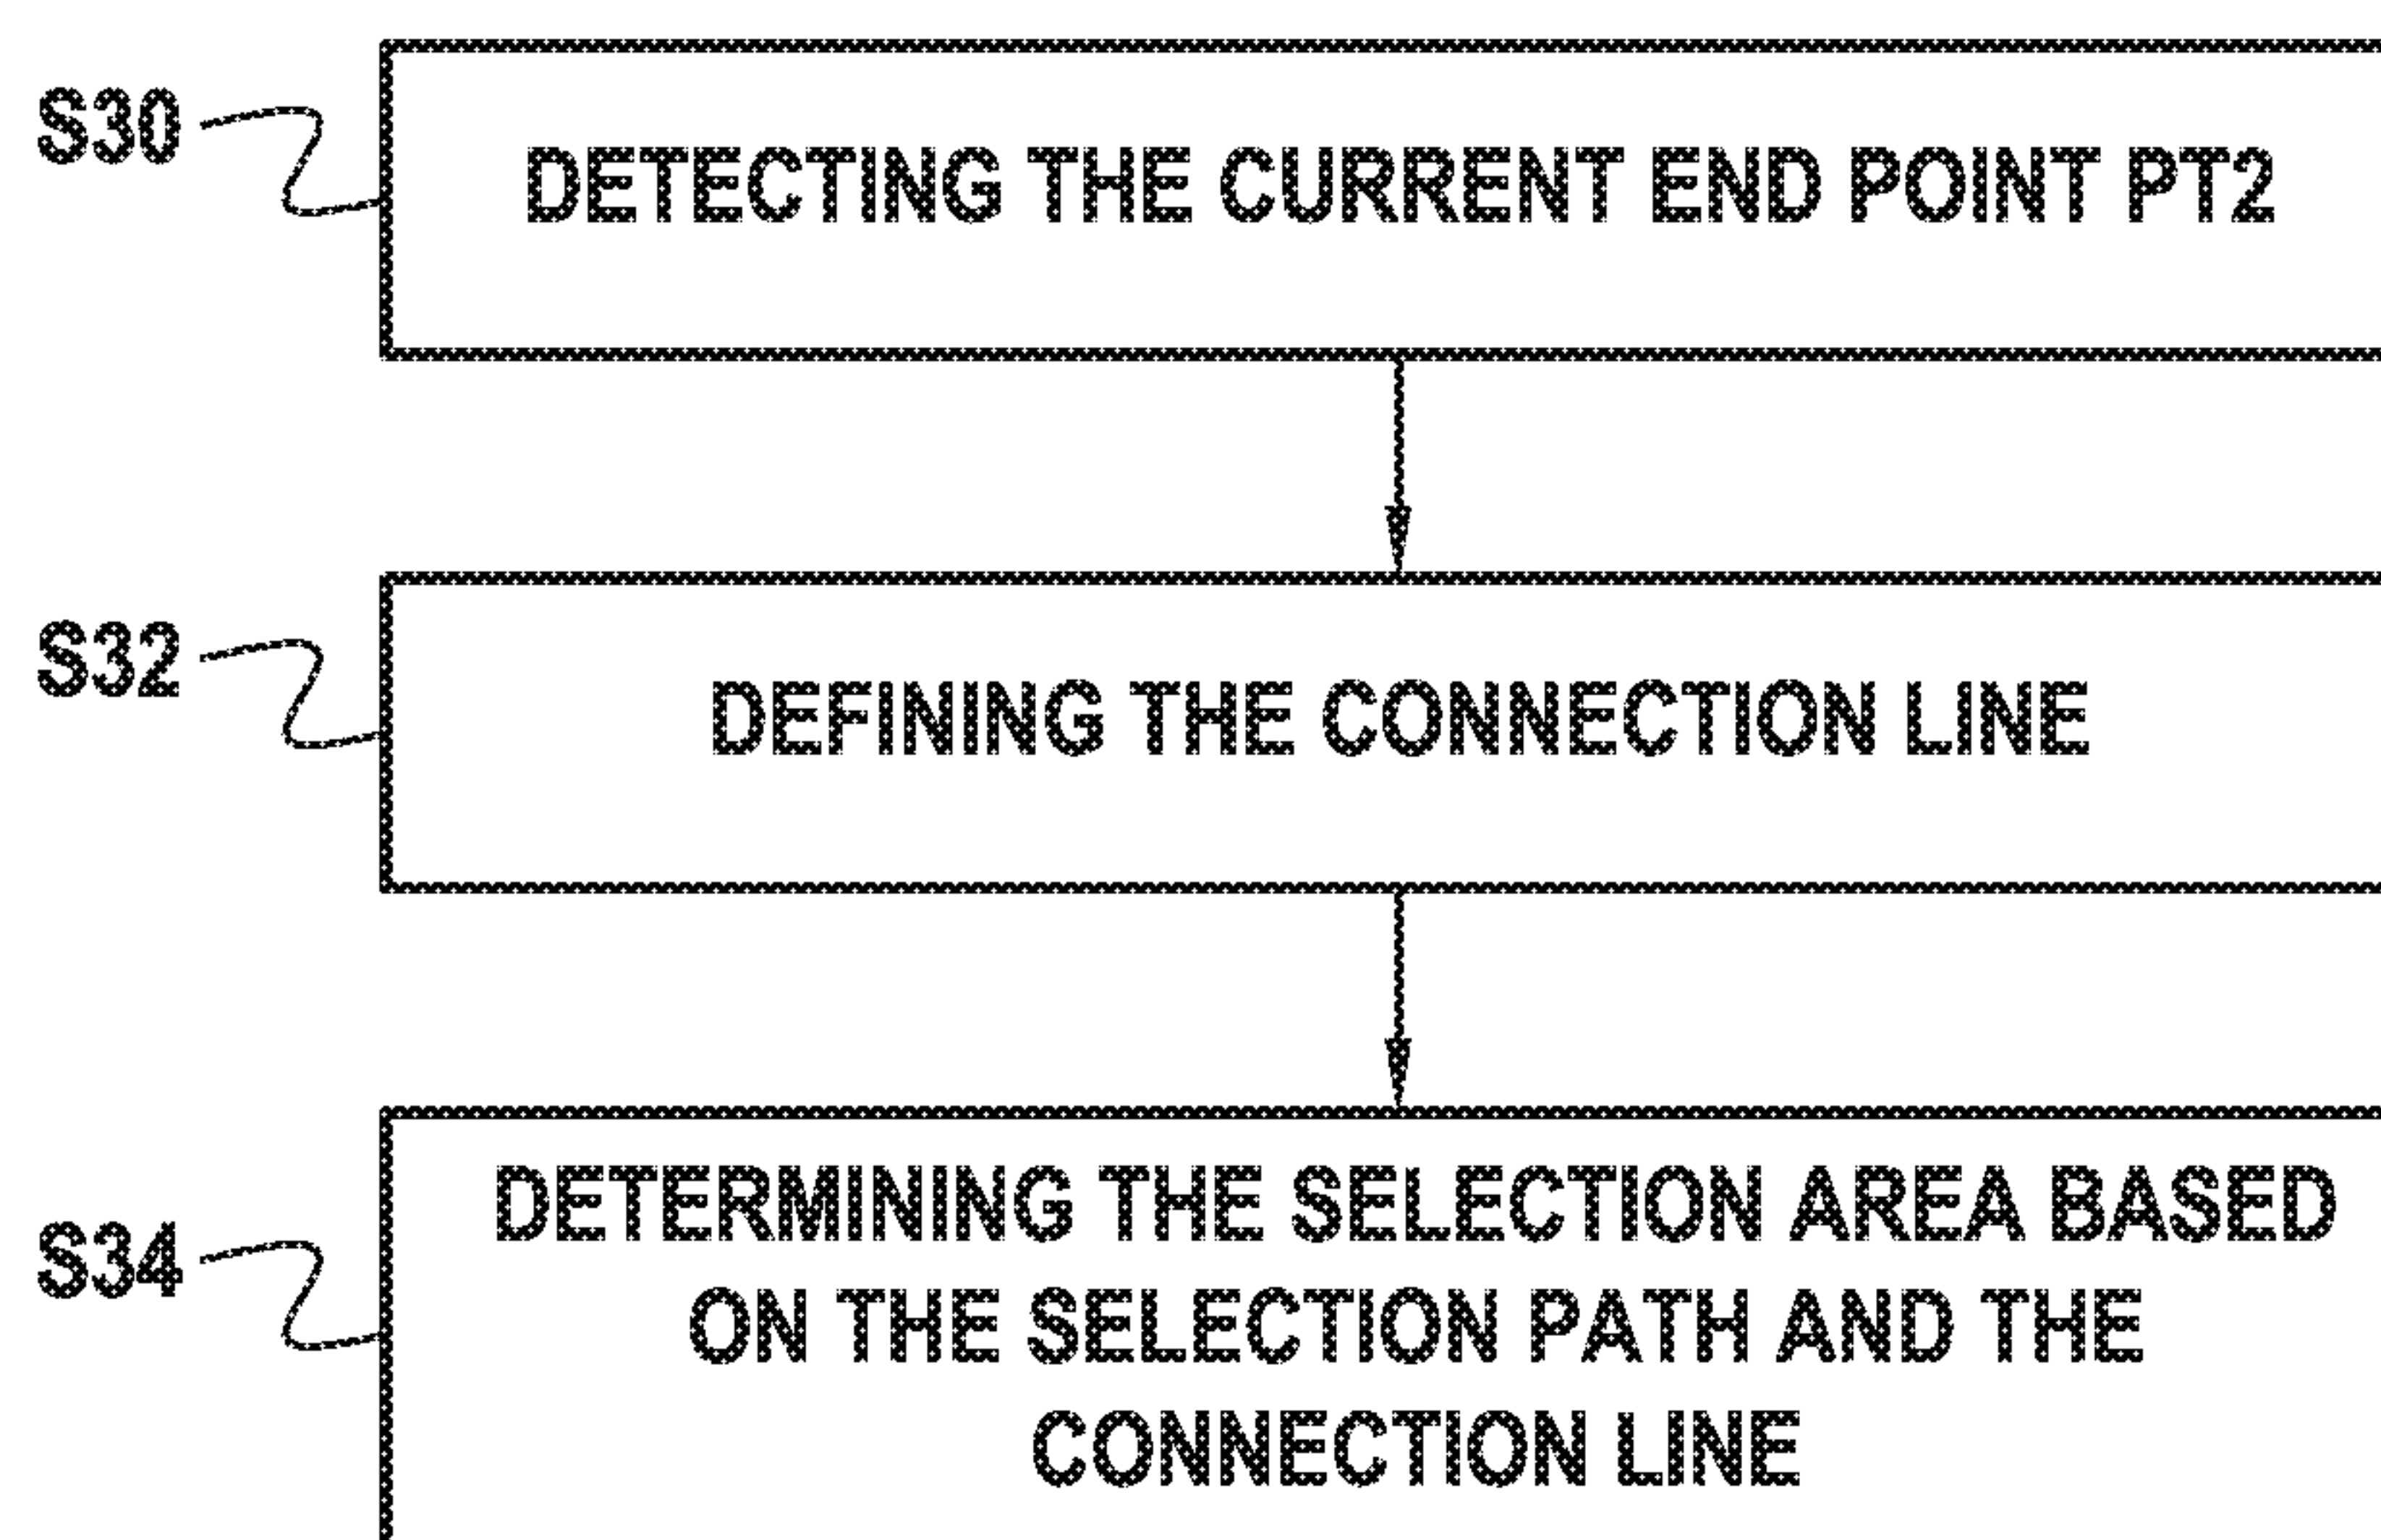 S30
DETECTING THE CURRENT END POINT PT2
S32
DEFINING THE CONNECTION LINE
S34
DETERMINING THE SELECTION AREA BASED
ON THE SELECTION PATH AND THE
CONNECTION LINE